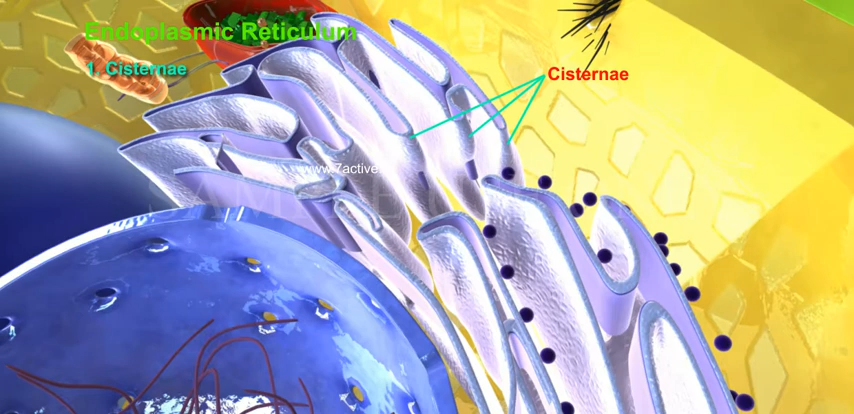 Endoplasmic Reticulum
1. Cisternae
Cisternae
www.7active